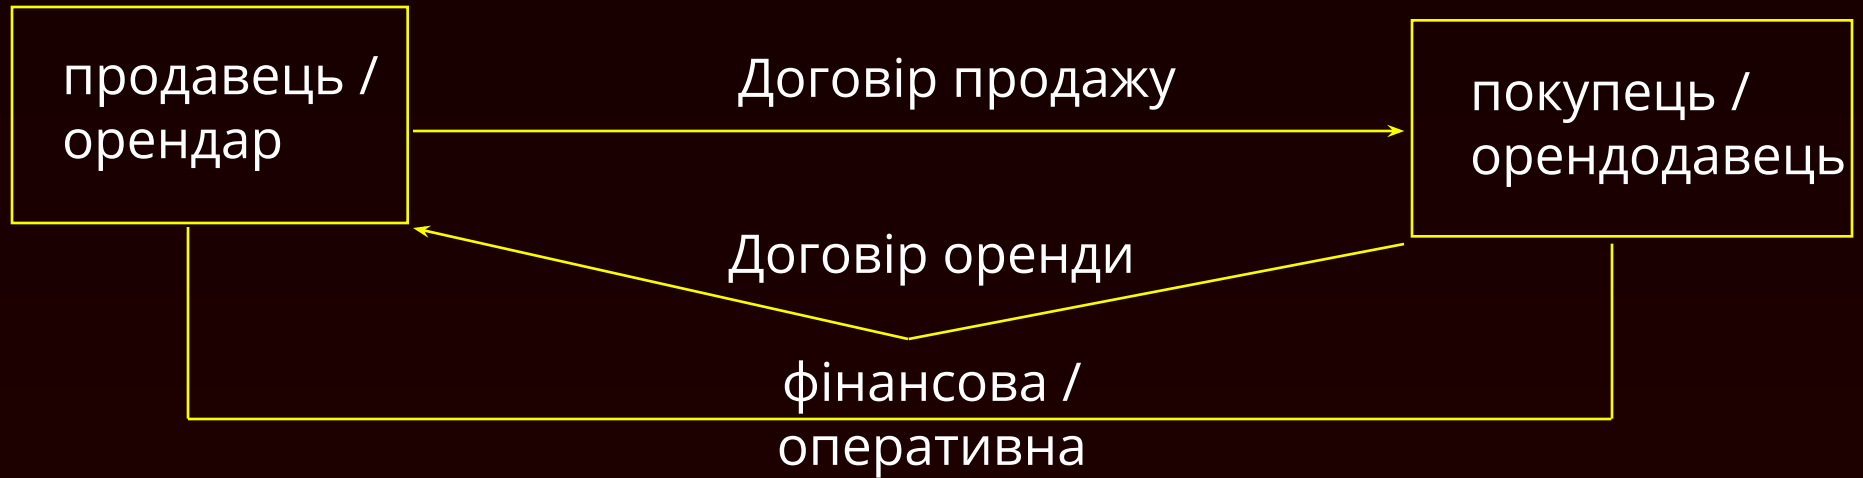 продавець /
орендар
Договір продажу
покупець /
орендодавець
Договір оренди
фінансова /
оперативна